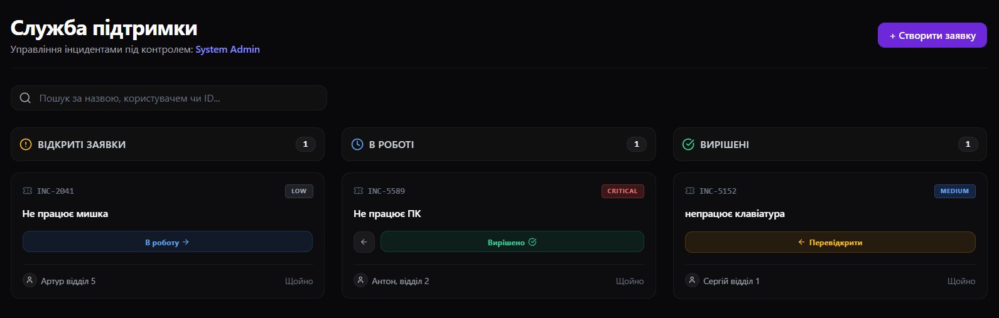 Служба підтримки
Управління інцидентами під контролем: System Admin
+ Створити заявку
Пошук за назвою, користувачем чи ID...
ВІДКРИТІ ЗАЯВКИ 1
INC-2041 LOW
Не працює мишка
В роботу →
Артур відділ 5 Щойно
В РОБОТІ 1
INC-5589 CRITICAL
Не працює ПК
← Вирішено
Антон, відділ 2 Щойно
ВИРІШЕНІ 1
INC-5152 MEDIUM
непрацює клавіатура
← Перевідкрити
Сергій відділ 1 Щойно